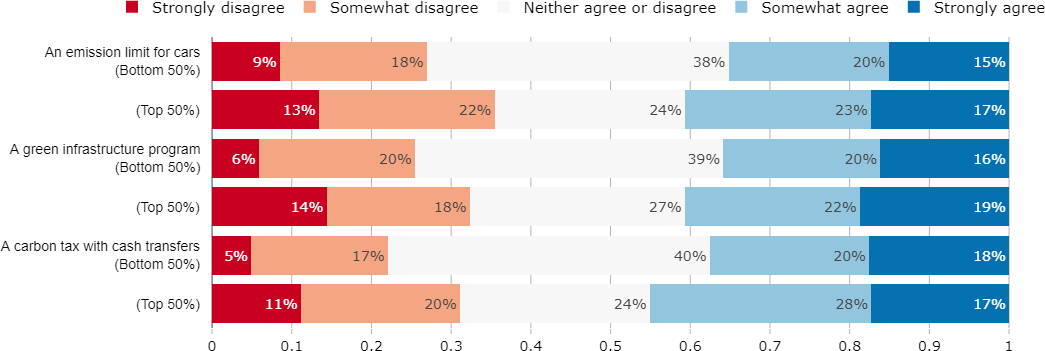 Strongly disagree Somewhat disagree Neither agree or disagree Somewhat agree Strongly agree
An emission limit for cars
(Bottom 50%)
9% 18% 38% 20% 15%
(Top 50%) 13% 22% 24% 23% 17%
A green infrastructure program
(Bottom 50%)
6% 20% 39% 20% 16%
(Top 50%) 14% 18% 27% 22% 19%
A carbon tax with cash transfers
(Bottom 50%)
5% 17% 40% 20% 18%
(Top 50%) 11% 20% 24% 28% 17%
0 0.1 0.2 0.3 0.4 0.5 0.6 0.7 0.8 0.9 1